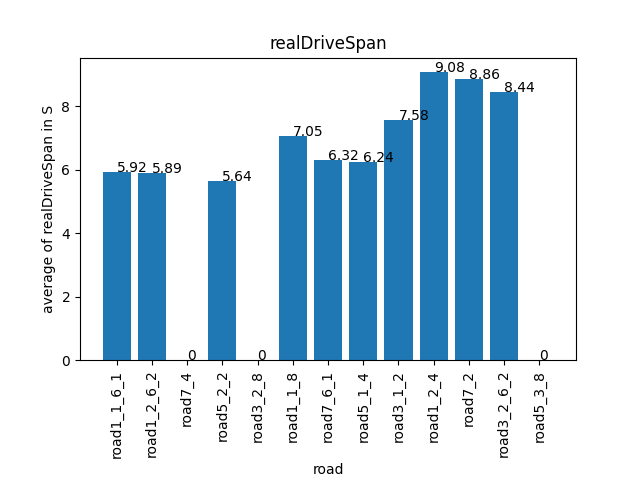 realDriveSpan
average of realDriveSpan in S
8
6
4
2
0
5.92
5.89
0
5.64
0
7.05
6.32
6.24
7.58
9.08
8.86
8.44
0
road1_1_6_1
road1_2_6_2
road7_4
road5_2_2
road3_2_8
road1_1_8
road7_6_1
road5_1_4
road3_1_2
road1_2_4
road7_2
road3_2_6_2
road5_3_8
road